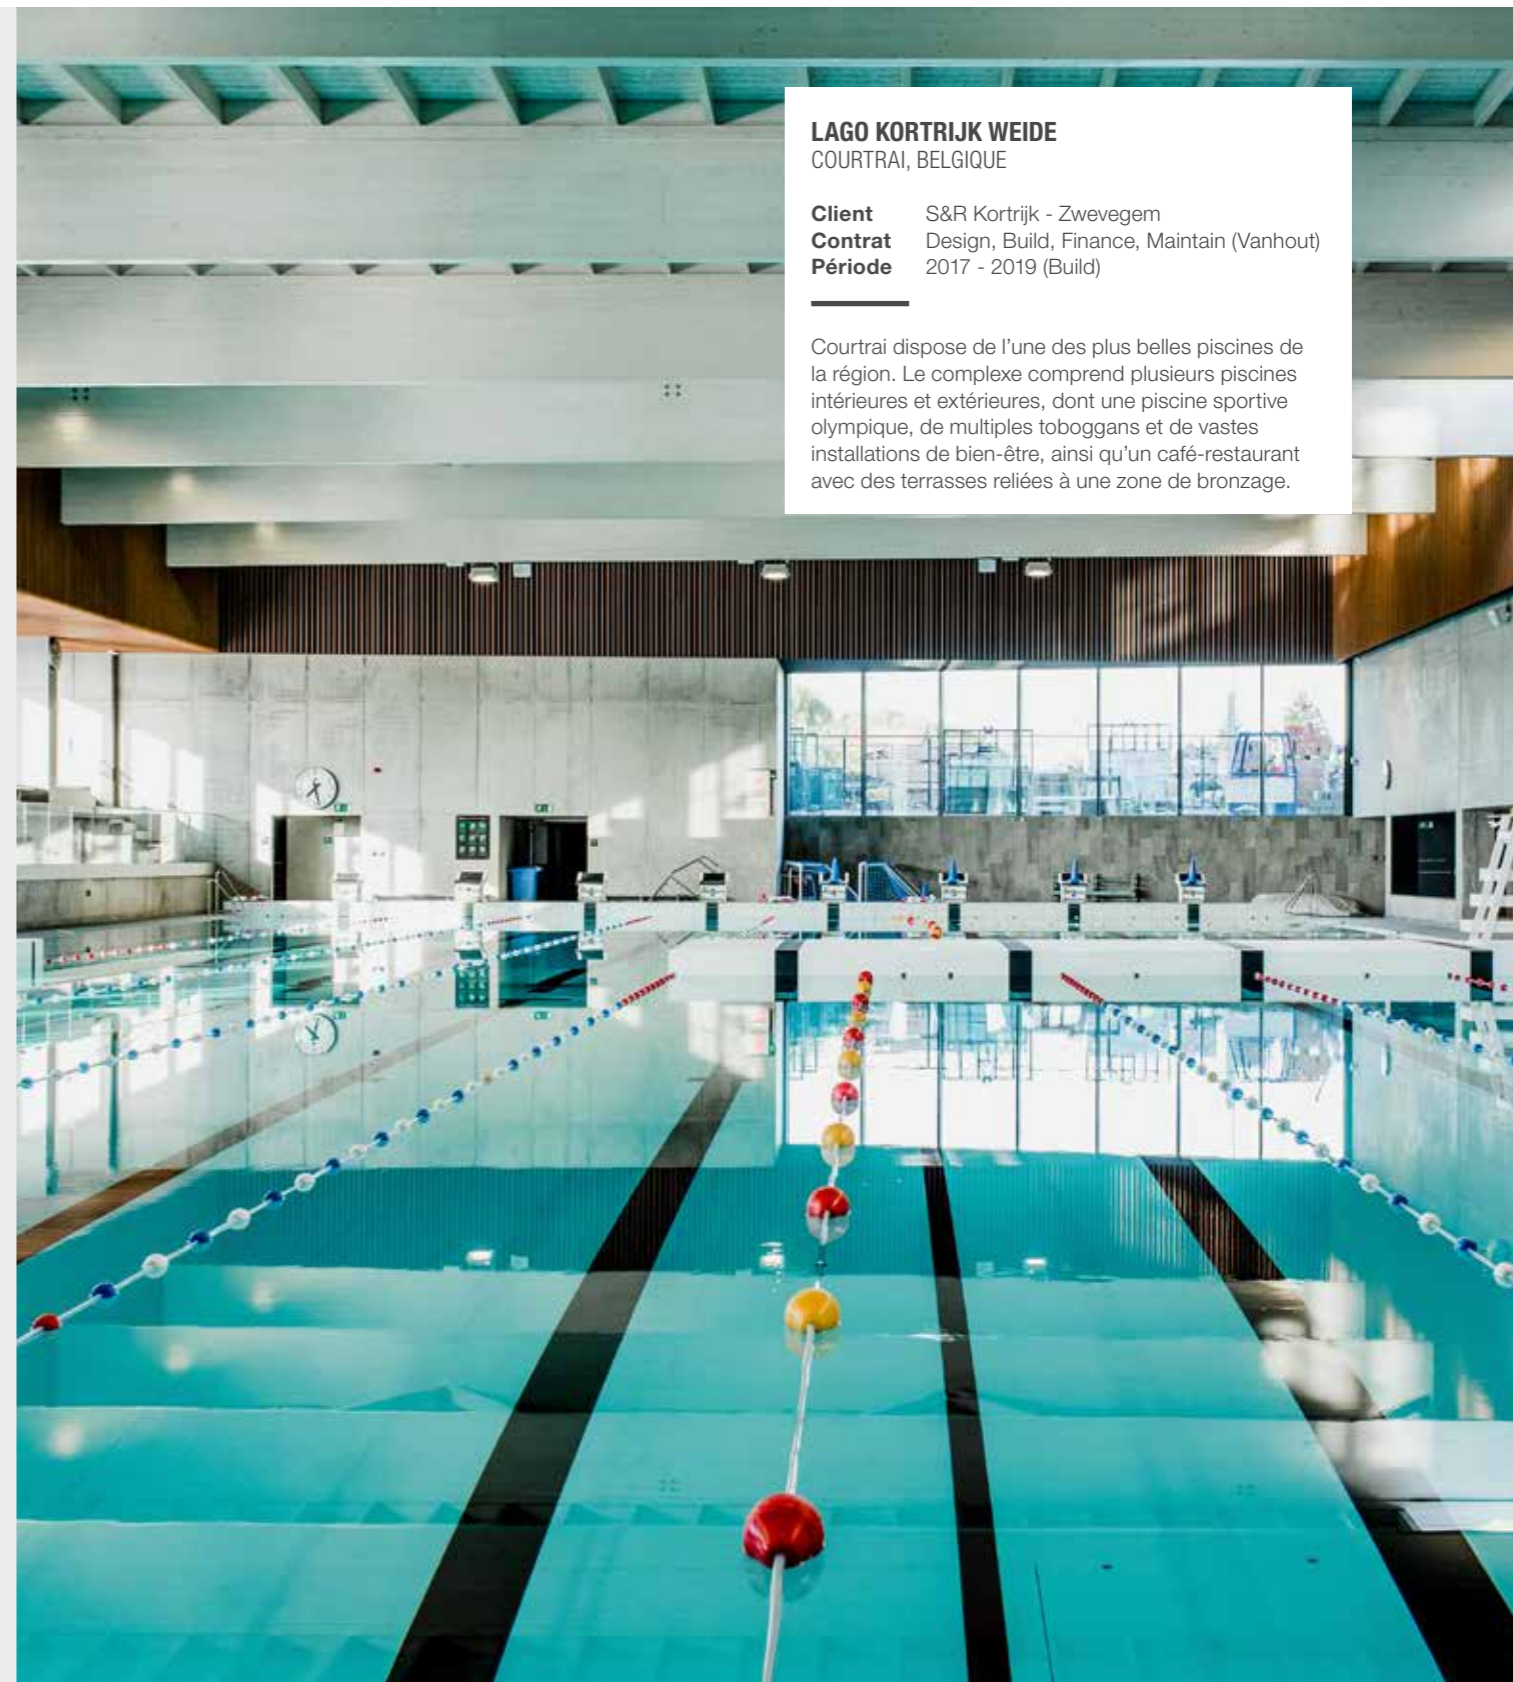 LAGO KORTRIJK WEIDE
COURTRAI, BELGIQUE
Client S&R Kortrijk - Zwevegem
Contrat Design, Build, Finance, Maintain (Vanhout)
Période 2017 - 2019 (Build)
Courtrai dispose de l’une des plus belles piscines de
la région. Le complexe comprend plusieurs piscines
intérieures et extérieures, dont une piscine sportive
olympique, de multiples toboggans et de vastes
installations de bien-être, ainsi qu’un café-restaurant
avec des terrasses reliées à une zone de bronzage.